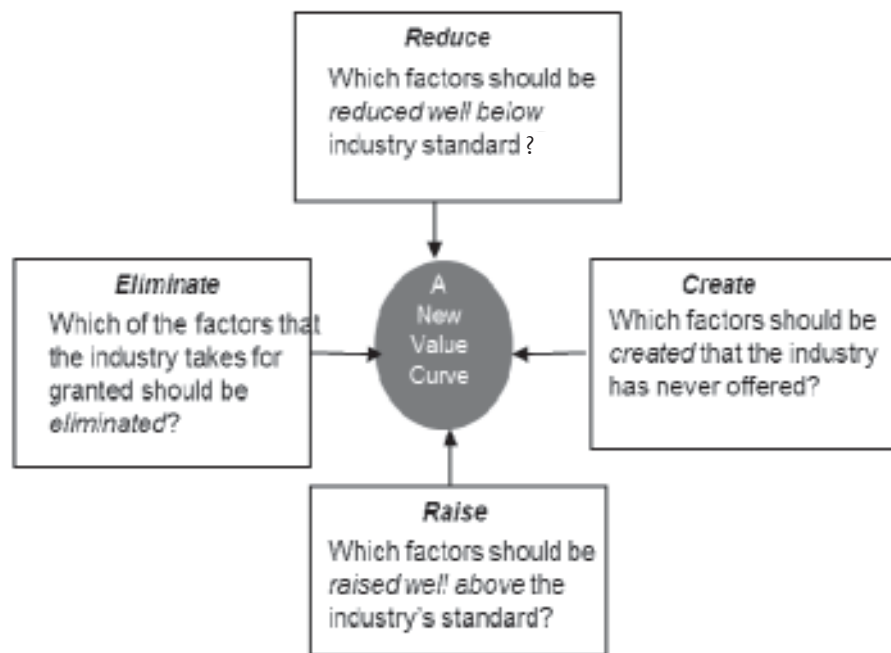 Reduce
Which factors should be
reduced well below
industry standard ?
Eliminate
Which of the factors that
the industry takes for
granted should be
eliminated?
A
New
Value
Curve
Create
Which factors should be
created that the industry
has never offered?
Raise
Which factors should be
raised well above the
industry's standard?